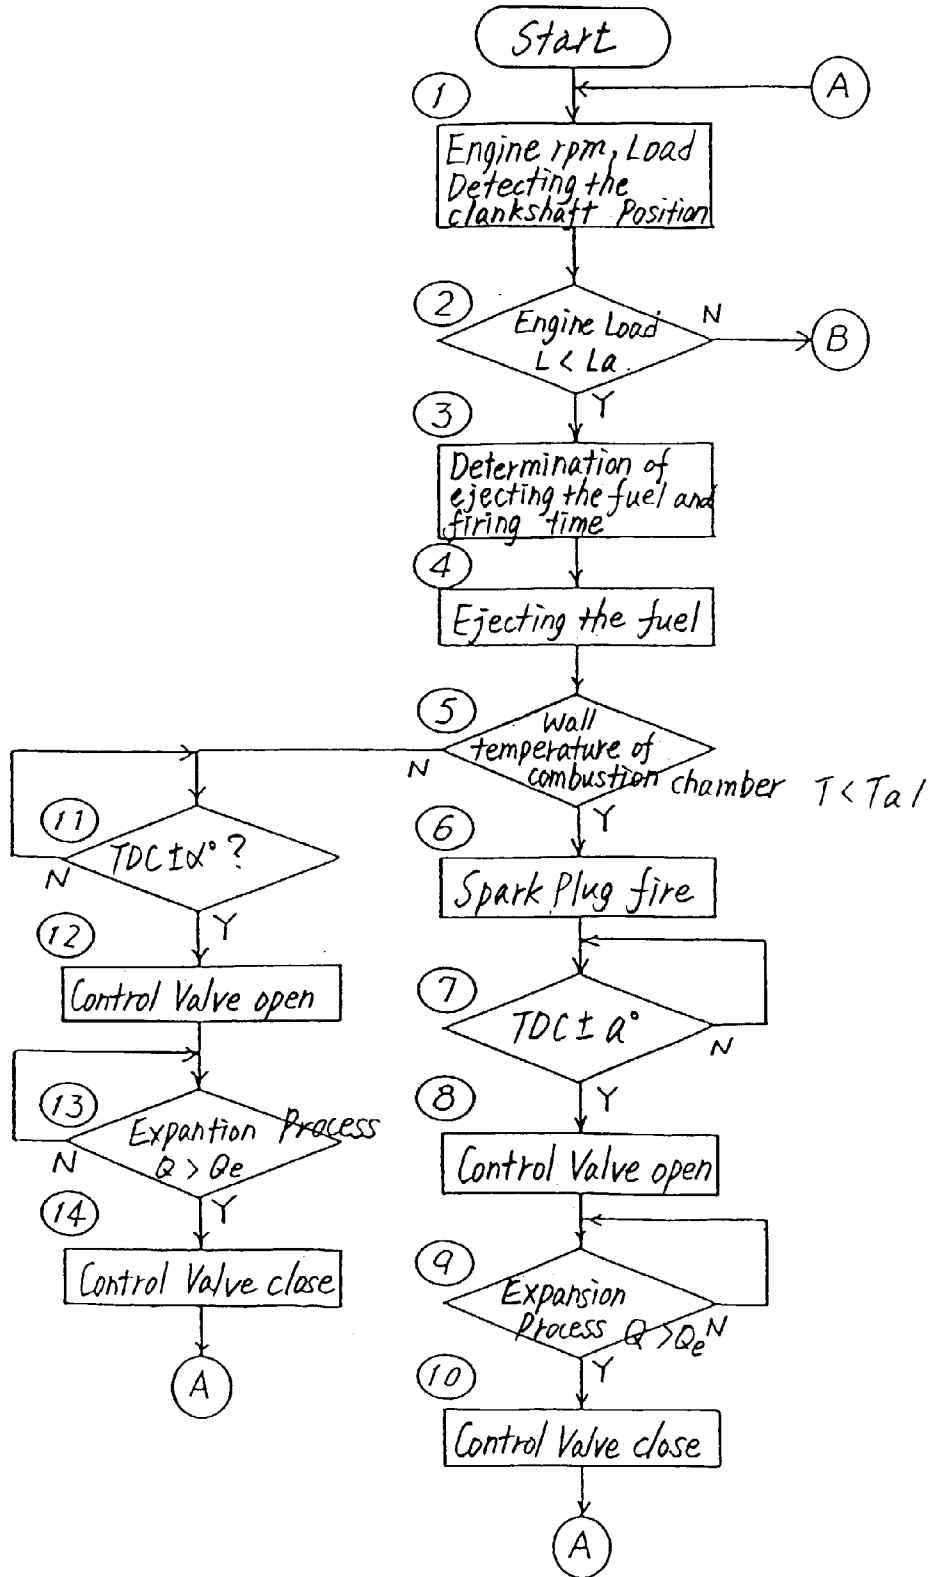 Start
A
1
Engine rpm, Load
Detecting the
clankshaft Position
2
Engine Load
L < La
N
B
Y
3
Determination of
ejecting the fuel and
firing time
4
Ejecting the fuel
5
Wall
temperature of
combustion chamber T < Ta1
N
Y
6
Spark Plug fire
7
TDC ± a°
N
Y
8
Control Valve open
9
Expansion
Process Q > Qe
N
Y
10
Control Valve close
A
11
TDC ± α° ?
N
Y
12
Control Valve open
13
Expantion Process
Q > Qe
N
Y
14
Control Valve close
A